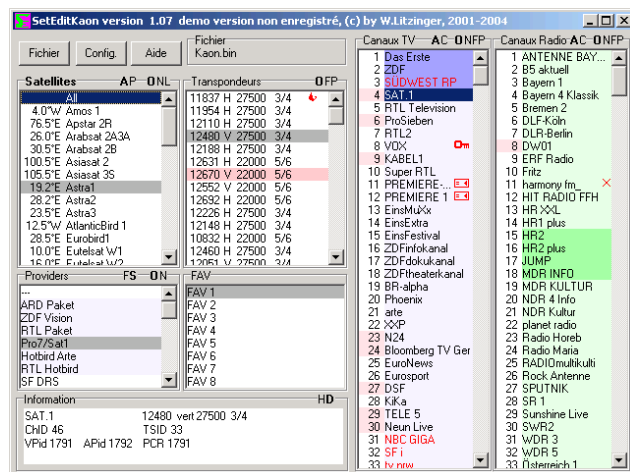 SetEditKaon version 1.07 demo version non enregistré, (c) by W.Litzinger, 2001-2004
Fichier
Config.
Aide
Fichier
Kaon.bin
Satellites AP ONL
All
4.0°W Amos 1
76.5°E Apstar 2R
26.0°E Arabsat 2A3A
30.5°E Arabsat 2B
100.5°E Asiasat 2
105.5°E Asiasat 3S
19.2°E Astra1
28.2°E Astra2
23.5°E Astra3
12.5°W AtlanticBird 1
28.5°E Eurobird1
10.0°E Eutelsat W1
16.0°E Eutelsat W2
Transpondeurs OFP
11837 H 27500 3/4
11954 H 27500 3/4
12110 H 27500 3/4
12480 V 27500 3/4
12188 H 27500 3/4
12631 H 22000 5/6
12670 V 22000 5/6
12552 V 22000 5/6
12692 H 22000 5/6
12226 H 27500 3/4
12148 H 27500 3/4
10832 H 22000 5/6
12460 H 27500 3/4
12051 V 27500 3/4
Providers FS ON
---
ARD Paket
ZDF Vision
RTL Paket
Pro7/Sat1
Hotbird Arte
RTL Hotbird
SF DRS
FAV
FAV 1
FAV 2
FAV 3
FAV 4
FAV 5
FAV 6
FAV 7
FAV 8
Information HD
SAT.1 12480 vert 27500 3/4
ChID 46 TSID 33
VPid 1791 APid 1792 PCR 1791
Canaux TV AC ONFP
1 Das Erste
2 ZDF
3 SÜDWEST RP
4 SAT.1
5 RTL Television
6 ProSieben
7 RTL2
8 VOX
9 KABEL1
10 Super RTL
11 PREMIERE-...
12 PREMIERE 1
13 EinsMuXx
14 EinsExtra
15 EinsFestival
16 ZDFinfokanal
17 ZDFdokukanal
18 ZDFtheaterkanal
19 BR-alpha
20 Phoenix
21 arte
22 XXP
23 N24
24 Bloomberg TV Ger
25 EuroNews
26 Eurosport
27 DSF
28 KiKa
29 TELE 5
30 Neun Live
31 NBC GIGA
32 SF i
33 tv nrw
Canaux Radio AC ONFP
1 ANTENNE BAY...
2 B5 aktuell
3 Bayern 1
4 Bayern 4 Klassik
5 Bremen 2
6 DLF-Köln
7 DLR-Berlin
8 DW01
9 ERF Radio
10 Fritz
11 harmony fm_
12 HIT RADIO FFH
13 HR XXL
14 HR1 plus
15 HR2
16 HR2 plus
17 JUMP
18 MDR INFO
19 MDR KULTUR
20 NDR 4 Info
21 NDR Kultur
22 planet radio
23 Radio Horeb
24 Radio Maria
25 RADIOmultikulti
26 Rock Antenne
27 SPUTNIK
28 SR 1
29 Sunshine Live
30 SWR2
31 WDR 3
32 WDR 5
33 Österreich 1